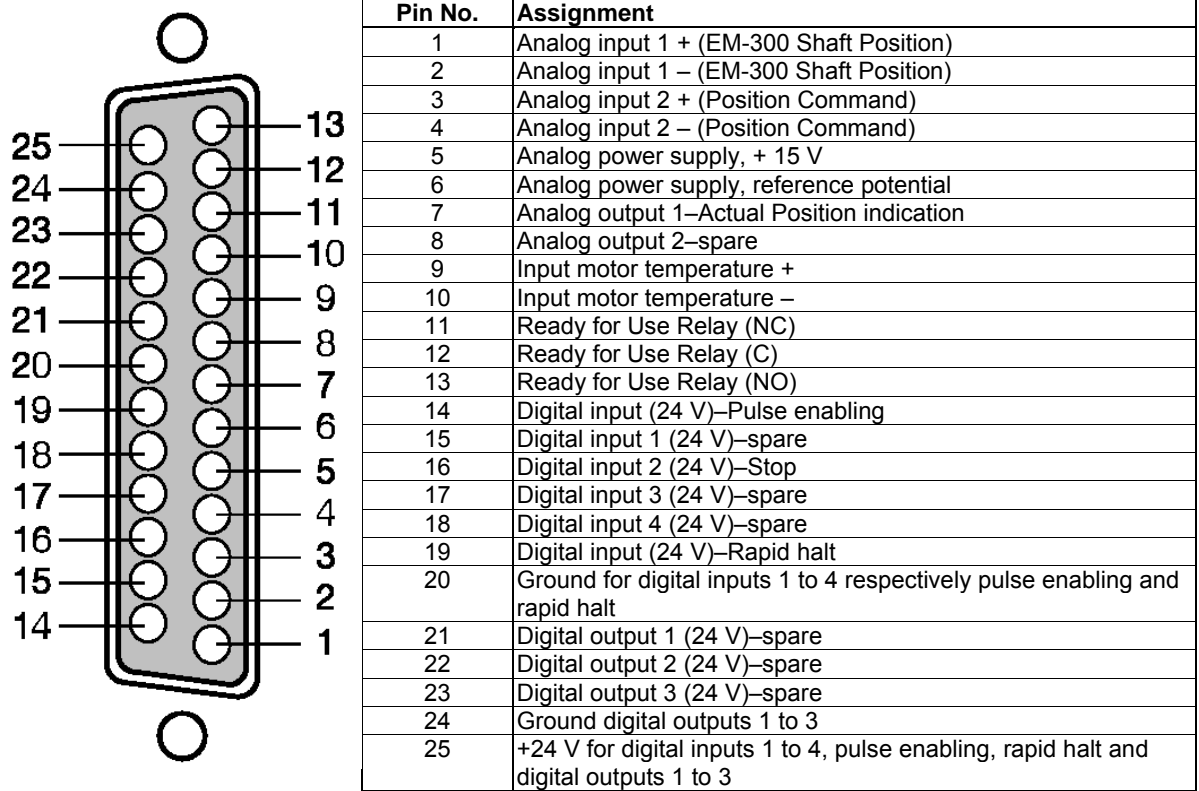 25
24
23
22
21
20
19
18
17
16
15
14
13
12
11
10
9
8
7
6
5
4
3
2
1
Pin No. Assignment
1 Analog input 1 + (EM-300 Shaft Position)
2 Analog input 1 – (EM-300 Shaft Position)
3 Analog input 2 + (Position Command)
4 Analog input 2 – (Position Command)
5 Analog power supply, + 15 V
6 Analog power supply, reference potential
7 Analog output 1–Actual Position indication
8 Analog output 2–spare
9 Input motor temperature +
10 Input motor temperature –
11 Ready for Use Relay (NC)
12 Ready for Use Relay (C)
13 Ready for Use Relay (NO)
14 Digital input (24 V)–Pulse enabling
15 Digital input 1 (24 V)–spare
16 Digital input 2 (24 V)–Stop
17 Digital input 3 (24 V)–spare
18 Digital input 4 (24 V)–spare
19 Digital input (24 V)–Rapid halt
20 Ground for digital inputs 1 to 4 respectively pulse enabling and
rapid halt
21 Digital output 1 (24 V)–spare
22 Digital output 2 (24 V)–spare
23 Digital output 3 (24 V)–spare
24 Ground digital outputs 1 to 3
25 +24 V for digital inputs 1 to 4, pulse enabling, rapid halt and
digital outputs 1 to 3